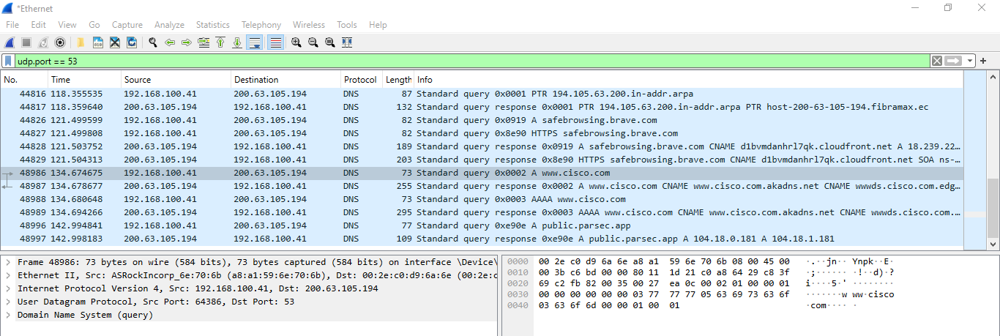 *Ethernet
File Edit View Go Capture Analyze Statistics Telephony Wireless Tools Help
udp.port == 53
No. Time Source Destination Protocol Length Info
44816 118.355535 192.168.100.41 200.63.105.194 DNS 87 Standard query 0x0001 PTR 194.105.63.200.in-addr.arpa
44817 118.359640 200.63.105.194 192.168.100.41 DNS 132 Standard query response 0x0001 PTR 194.105.63.200.in-addr.arpa PTR host-200-63-105-194.fibramax.ec
44826 121.499599 192.168.100.41 200.63.105.194 DNS 82 Standard query 0x0919 A safebrowsing.brave.com
44827 121.499808 192.168.100.41 200.63.105.194 DNS 82 Standard query 0x8e90 HTTPS safebrowsing.brave.com
44828 121.503752 200.63.105.194 192.168.100.41 DNS 189 Standard query response 0x0919 A safebrowsing.brave.com CNAME d1bvmdanhrl7qk.cloudfront.net A 18.239.22…
44829 121.504313 200.63.105.194 192.168.100.41 DNS 203 Standard query response 0x8e90 HTTPS safebrowsing.brave.com CNAME d1bvmdanhrl7qk.cloudfront.net SOA ns-…
48986 134.674675 192.168.100.41 200.63.105.194 DNS 73 Standard query 0x0002 A www.cisco.com
48987 134.678677 200.63.105.194 192.168.100.41 DNS 255 Standard query response 0x0002 A www.cisco.com CNAME www.cisco.com.akadns.net CNAME wwwds.cisco.com.edg…
48988 134.680648 192.168.100.41 200.63.105.194 DNS 73 Standard query 0x0003 AAAA www.cisco.com
48989 134.694266 200.63.105.194 192.168.100.41 DNS 295 Standard query response 0x0003 AAAA www.cisco.com CNAME www.cisco.com.akadns.net CNAME wwwds.cisco.com.…
48996 142.994841 192.168.100.41 200.63.105.194 DNS 77 Standard query 0xe90e A public.parsec.app
48997 142.998183 200.63.105.194 192.168.100.41 DNS 109 Standard query response 0xe90e A public.parsec.app A 104.18.0.181 A 104.18.1.181
Frame 48986: 73 bytes on wire (584 bits), 73 bytes captured (584 bits) on interface \Device\
Ethernet II, Src: ASRockIncorp_6e:70:6b (a8:a1:59:6e:70:6b), Dst: 00:2e:c0:d9:6a:6e (00:2e:c
Internet Protocol Version 4, Src: 192.168.100.41, Dst: 200.63.105.194
User Datagram Protocol, Src Port: 64386, Dst Port: 53
Domain Name System (query)
0000 00 2e c0 d9 6a 6e a8 a1 59 6e 70 6b 08 00 45 00 ·.··jn·· Ynpk··E·
0010 00 3b c6 bd 00 00 80 11 1d 21 c0 a8 64 29 c8 3f ·;······ ·!··d)·?
0020 69 c2 fb 82 00 35 00 27 ea 0c 00 02 01 00 00 01 i····5·' ········
0030 00 00 00 00 00 00 03 77 77 77 05 63 69 73 63 6f ·······w ww·cisco
0040 03 63 6f 6d 00 00 01 00 01 ·com···· ·